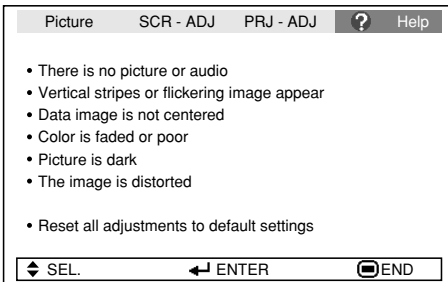 Picture SCR - ADJ PRJ - ADJ ? Help
• There is no picture or audio
• Vertical stripes or flickering image appear
• Data image is not centered
• Color is faded or poor
• Picture is dark
• The image is distorted
• Reset all adjustments to default settings
SEL. ENTER END